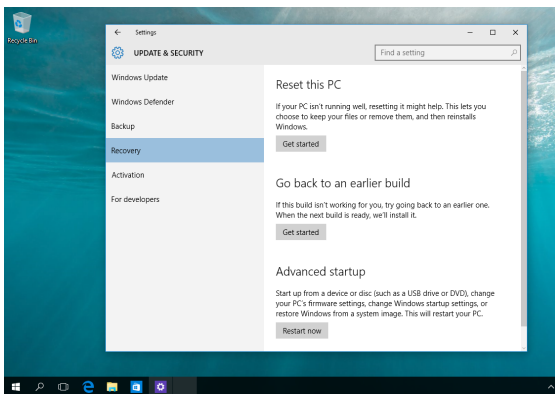 Recycle Bin
Settings
UPDATE & SECURITY
Find a setting
Windows Update
Windows Defender
Backup
Recovery
Activation
For developers
Reset this PC
If your PC isn't running well, resetting it might help. This lets you
choose to keep your files or remove them, and then reinstalls
Windows.
Get started
Go back to an earlier build
If this build isn't working for you, try going back to an earlier one.
When the next build is ready, we'll install it.
Get started
Advanced startup
Start up from a device or disc (such as a USB drive or DVD), change
your PC's firmware settings, change Windows startup settings, or
restore Windows from a system image. This will restart your PC.
Restart now